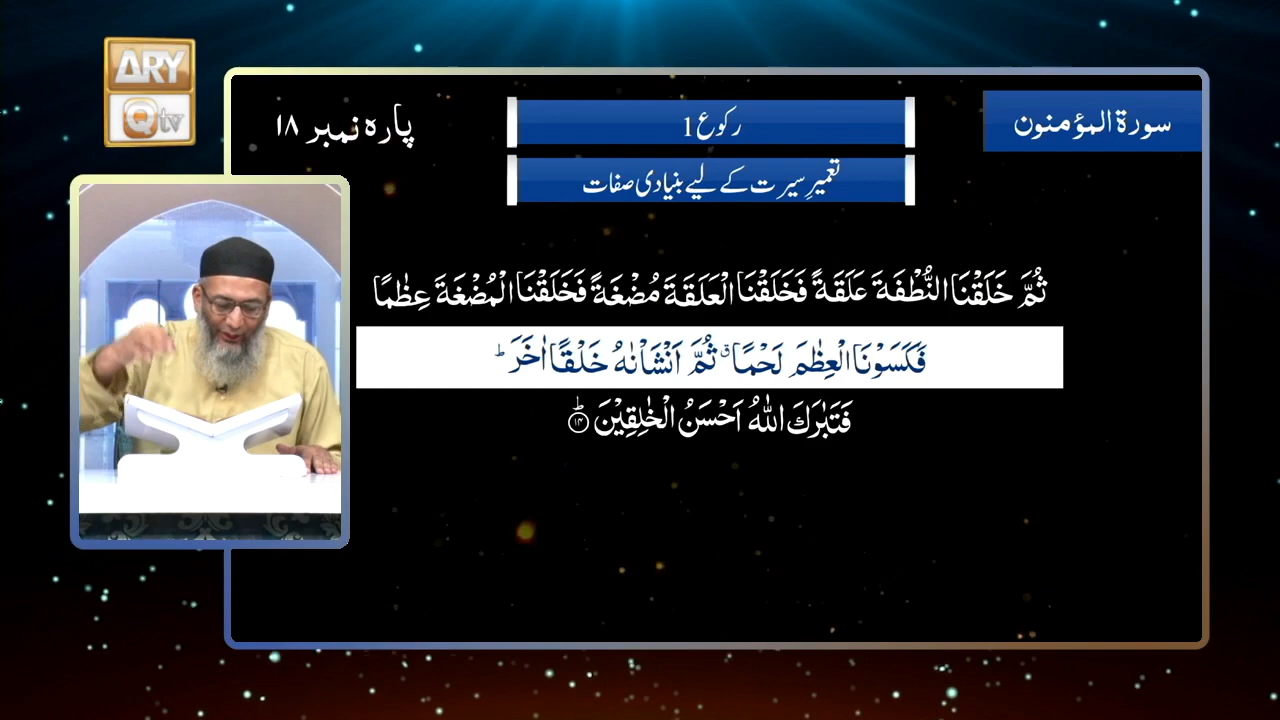 ARY
Qtv
سورۃ المؤمنون
رکوع 1
پارہ نمبر ۱۸
تعمیرِ سیرت کے لیے بنیادی صفات
ثُمَّ خَلَقْنَا النُّطْفَةَ عَلَقَةً فَخَلَقْنَا الْعَلَقَةَ مُضْغَةً فَخَلَقْنَا الْمُضْغَةَ عِظٰمًا
فَكَسَوْنَا الْعِظٰمَ لَحْمًا ۗ ثُمَّ اَنْشَاْنٰهُ خَلْقًا اٰخَرَ ؕ
فَتَبٰرَكَ اللّٰهُ اَحْسَنُ الْخٰلِقِيْنَ ؕ ۱۴